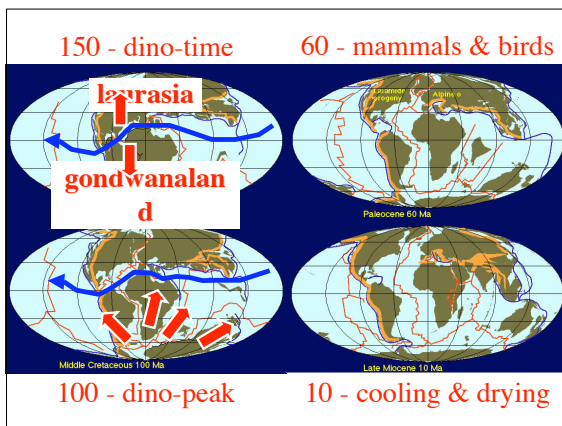 150 - dino-time
60 - mammals & birds
laurasia
gondwanalan
d
Paleocene 60 Ma
Middle Cretaceous 100 Ma
Late Miocene 10 Ma
100 - dino-peak
10 - cooling & drying